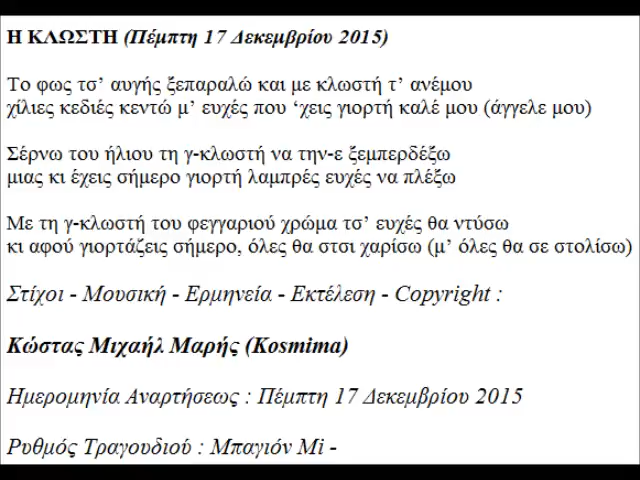 Η ΚΛΩΣΤΗ (Πέμπτη 17 Δεκεμβρίου 2015)
Το φως τσ’ αυγής ξεπαραλώ και με κλωστή τ’ ανέμου
χίλιες κεδιές κεντώ μ’ ευχές που ‘χεις γιορτή καλέ μου (άγγελε μου)
Σέρνω του ήλιου τη γ-κλωστή να την-ε ξεμπερδέξω
μιας κι έχεις σήμερο γιορτή λαμπρές ευχές να πλέξω
Με τη γ-κλωστή του φεγγαριού χρώμα τσ’ ευχές θα ντύσω
κι αφού γιορτάζεις σήμερο, όλες θα στσι χαρίσω (μ’ όλες θα σε στολίσω)
Στίχοι - Μουσική - Ερμηνεία - Εκτέλεση - Copyright :
Κώστας Μιχαήλ Μαρής (Kosmima)
Ημερομηνία Αναρτήσεως : Πέμπτη 17 Δεκεμβρίου 2015
Ρυθμός Τραγουδιού : Μπαγιόν Mi -